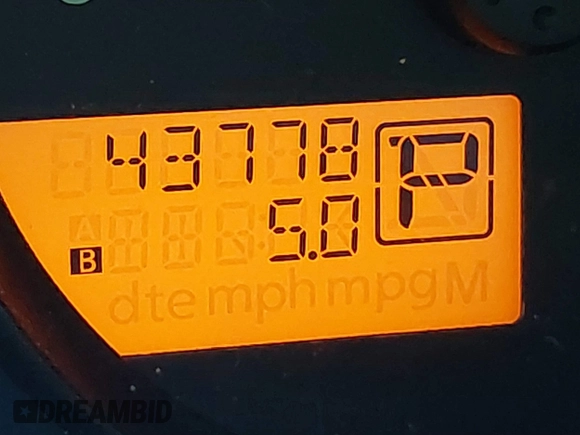 43778
P
A
B 5.0
dte mph mpg M
DREAMBID